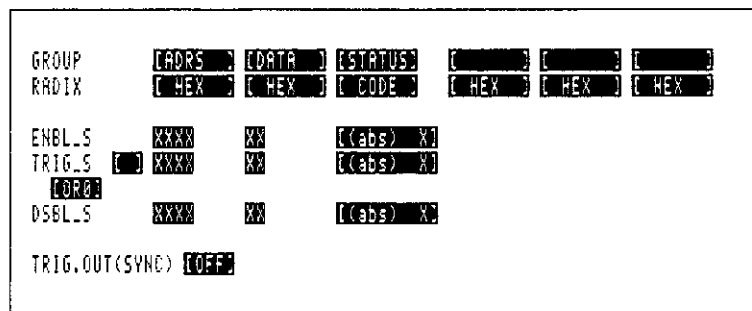 GROUP [ADRS ] [DATA ] [STATUS] [ ] [ ] [ ]
RADIX [ HEX ] [ HEX ] [ CODE ] [ HEX ] [ HEX ] [ HEX ]
ENBL_S XXXX XX [(abs) X]
TRIG_S [ ] XXXX XX [(abs) X]
[OR0]
DSBL_S XXXX XX [(abs) X]
TRIG.OUT(SYNC) [OFF]